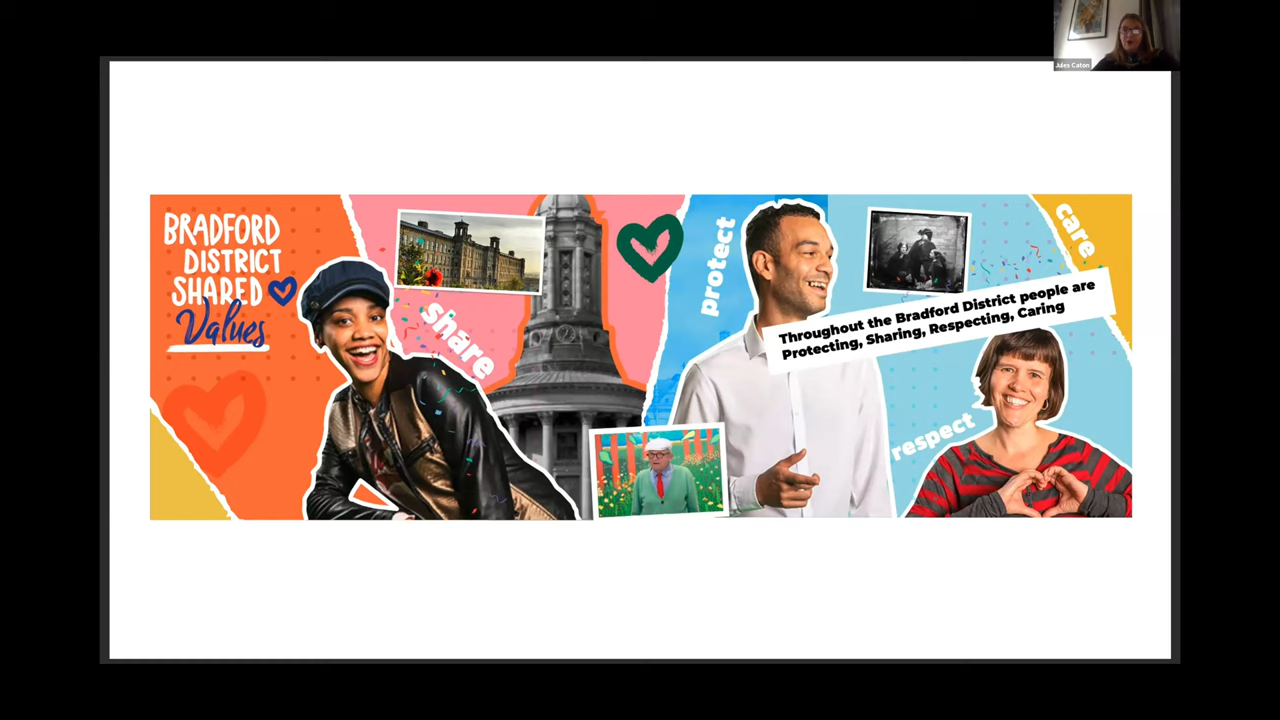 Jules Caton
BRADFORD
DISTRICT
SHARED
Values
share
protect
care
Throughout the Bradford District people are
Protecting, Sharing, Respecting, Caring
respect